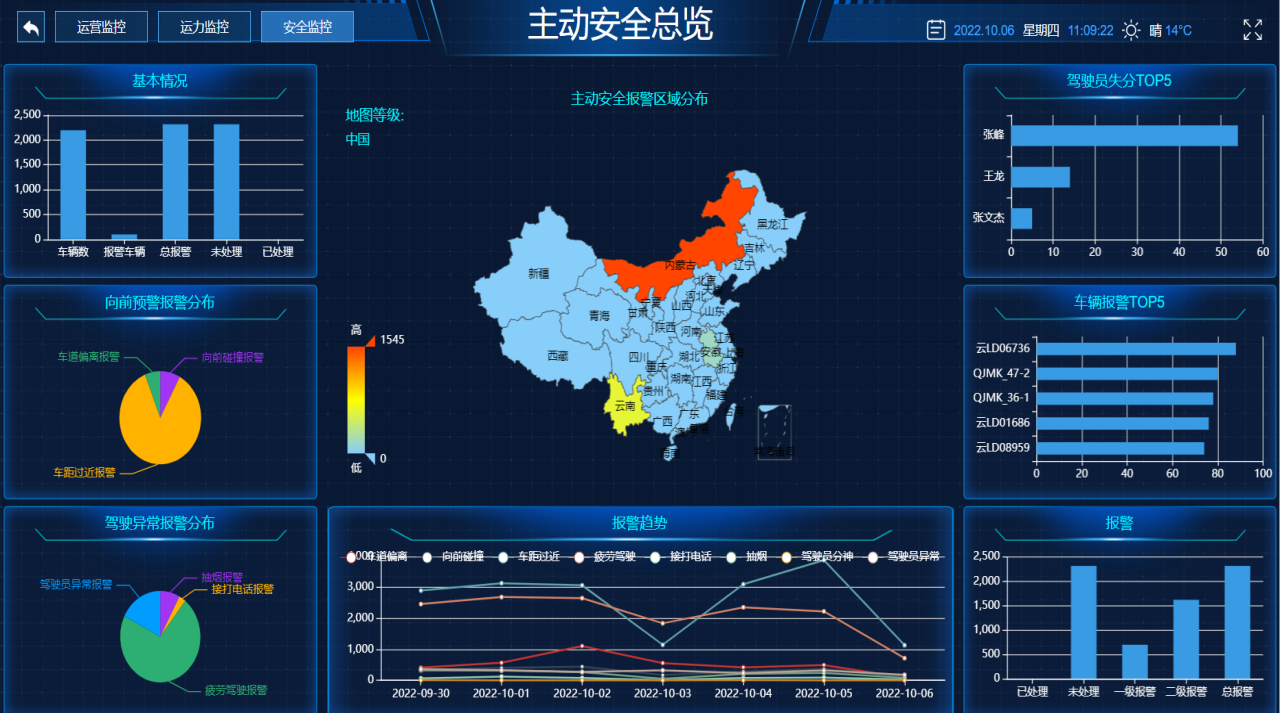 运营监控
运力监控
安全监控
主动安全总览
2022.10.06 星期四 11:09:22 晴 14°C
基本情况
2,500
2,000
1,500
1,000
500
0
车辆数 报警车辆 总报警 未处理 已处理
向前预警报警分布
车道偏离报警
向前碰撞报警
车距过近报警
驾驶异常报警分布
抽烟报警
驾驶员异常报警
接打电话报警
疲劳驾驶报警
主动安全报警区域分布
地图等级:
中国
高
1545
0
低
黑龙江
吉林
辽宁
内蒙古
新疆
北京
河北
宁夏
山西
山东
青海
甘肃
陕西
河南
江苏
西藏
四川
湖北
安徽
上海
重庆
浙江
湖南
江西
贵州
福建
云南
广西
广东
报警趋势
车道偏离 向前碰撞 车距过近 疲劳驾驶 接打电话 抽烟 驾驶员分神 驾驶员异常
4,000
3,000
2,000
1,000
0
2022-09-30 2022-10-01 2022-10-02 2022-10-03 2022-10-04 2022-10-05 2022-10-06
驾驶员失分TOP5
张峰
王龙
张文杰
0 10 20 30 40 50 60
车辆报警TOP5
云LD06736
QJMK_47-2
QJMK_36-1
云LD01686
云LD08959
0 20 40 60 80 100
报警
2,500
2,000
1,500
1,000
500
0
已处理 未处理 一级报警 二级报警 总报警